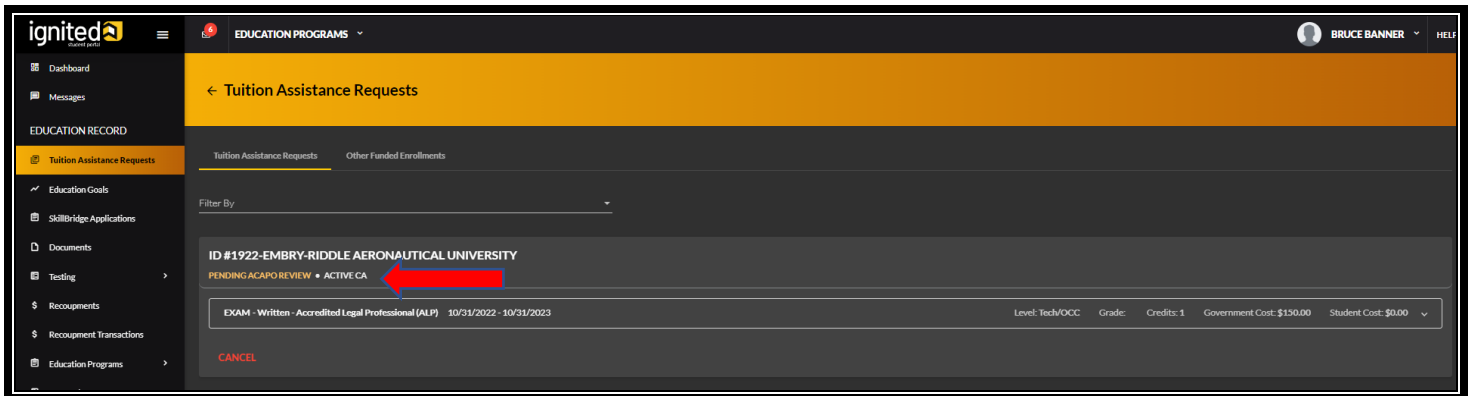 ignited
student portal
6
EDUCATION PROGRAMS
BRUCE BANNER
HELP
Dashboard
Messages
EDUCATION RECORD
Tuition Assistance Requests
Education Goals
SkillBridge Applications
Documents
Testing
Recoupments
Recoupment Transactions
Education Programs
← Tuition Assistance Requests
Tuition Assistance Requests Other Funded Enrollments
Filter By
ID #1922-EMBRY-RIDDLE AERONAUTICAL UNIVERSITY
PENDING ACAPO REVIEW • ACTIVE CA
EXAM - Written - Accredited Legal Professional (ALP) 10/31/2022 - 10/31/2023 Level: Tech/OCC Grade: Credits: 1 Government Cost: $150.00 Student Cost: $0.00
CANCEL